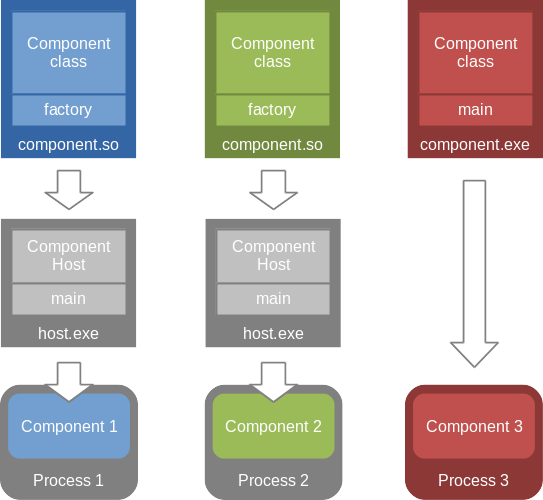 Component
class
factory
component.so
Component
class
factory
component.so
Component
class
main
component.exe
Component
Host
main
host.exe
Component
Host
main
host.exe
Component 1
Process 1
Component 2
Process 2
Component 3
Process 3